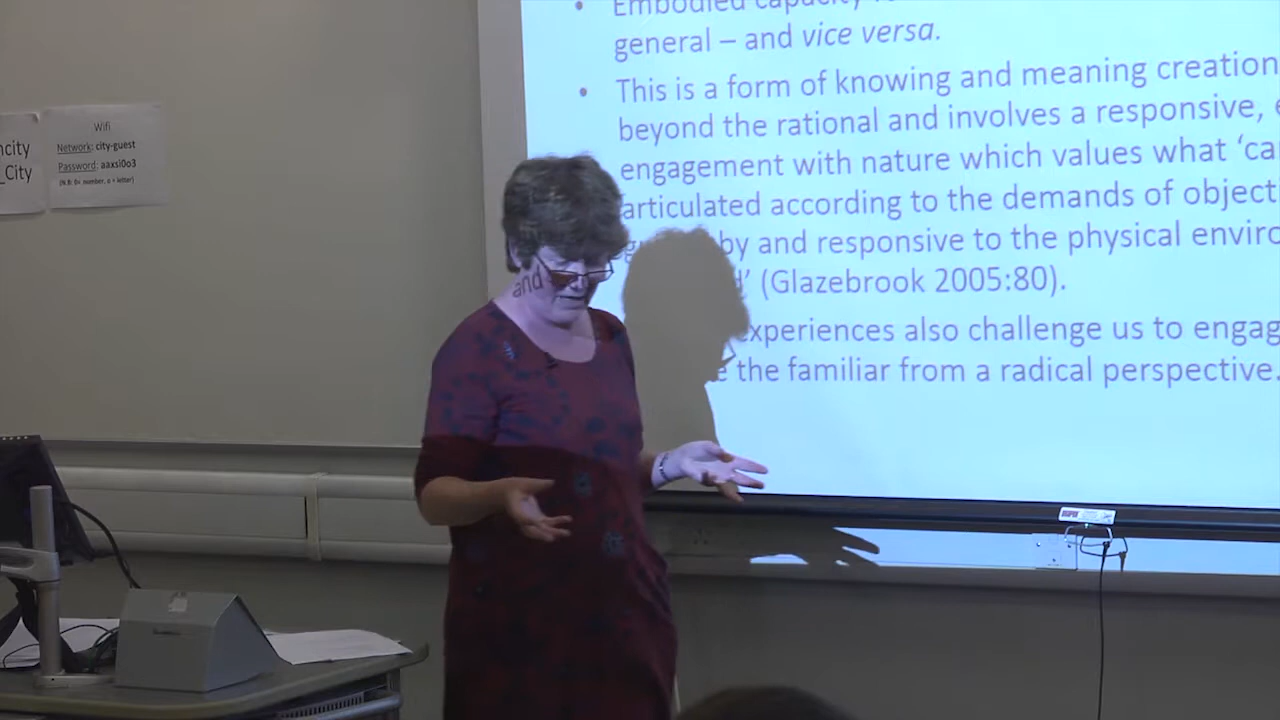 ncity
_City
Wifi
Network: city-guest
Password: aaxsi0o3
(N.B. 0= number, o = letter)
• Embodied capacity
general – and vice versa.
• This is a form of knowing and meaning creation
beyond the rational and involves a responsive,
engagement with nature which values what ‘ca
articulated according to the demands of object
by and responsive to the physical enviro
’ (Glazebrook 2005:80).
xperiences also challenge us to engag
the familiar from a radical perspective.
and